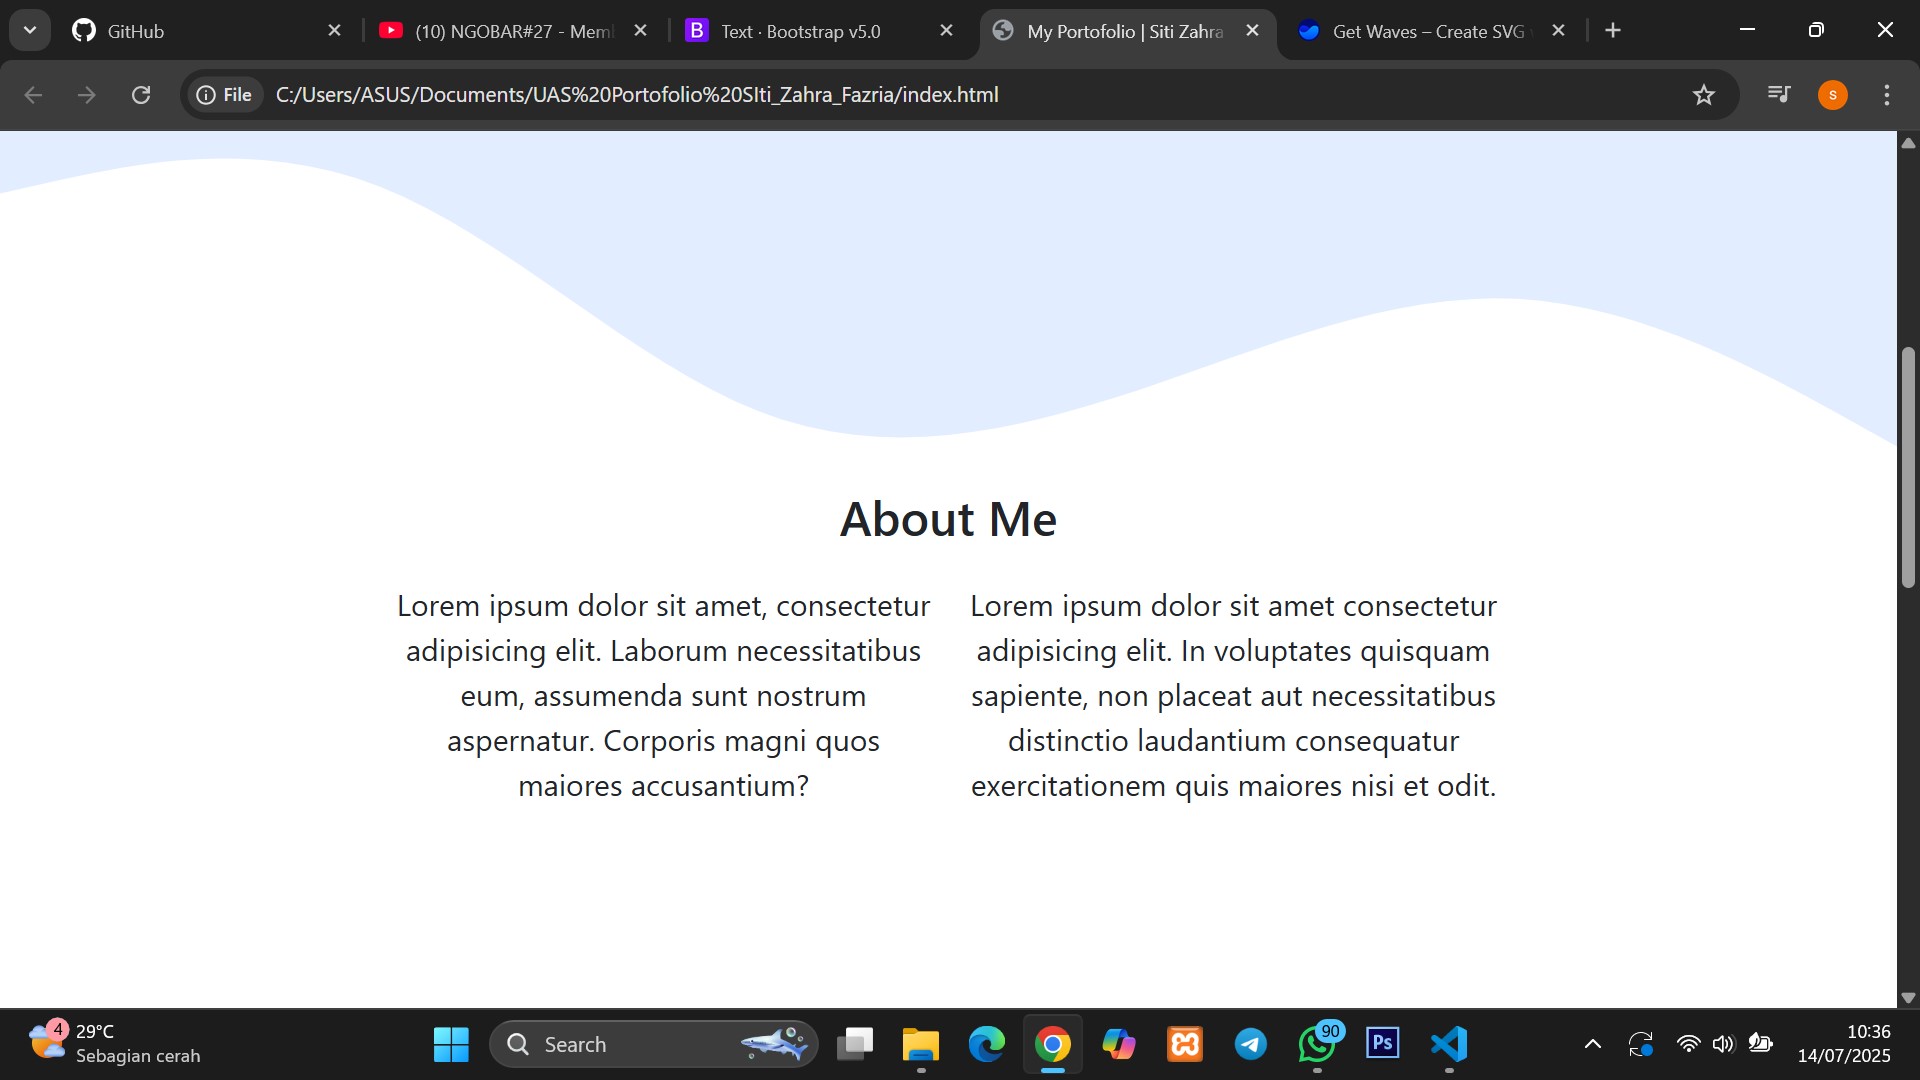 GitHub
(10) NGOBAR#27 - Mem
Text · Bootstrap v5.0
My Portofolio | Siti Zahra
Get Waves – Create SVG
File
C:/Users/ASUS/Documents/UAS%20Portofolio%20SIti_Zahra_Fazria/index.html
S
About Me
Lorem ipsum dolor sit amet, consectetur
adipisicing elit. Laborum necessitatibus
eum, assumenda sunt nostrum
aspernatur. Corporis magni quos
maiores accusantium?
Lorem ipsum dolor sit amet consectetur
adipisicing elit. In voluptates quisquam
sapiente, non placeat aut necessitatibus
distinctio laudantium consequatur
exercitationem quis maiores nisi et odit.
4
29°C
Sebagian cerah
Search
90
Ps
10:36
14/07/2025